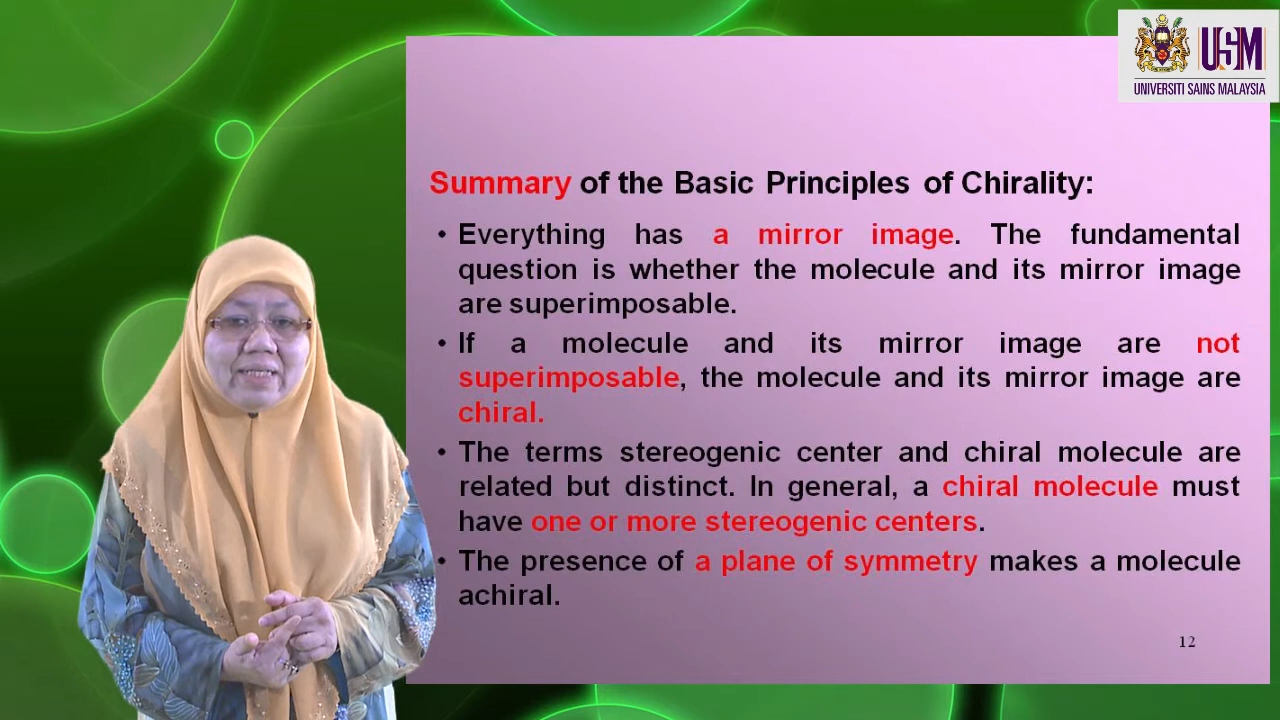 USM
UNIVERSITI SAINS MALAYSIA
Summary of the Basic Principles of Chirality:
• Everything has a mirror image. The fundamental
question is whether the molecule and its mirror image
are superimposable.
• If a molecule and its mirror image are not
superimposable, the molecule and its mirror image are
chiral.
• The terms stereogenic center and chiral molecule are
related but distinct. In general, a chiral molecule must
have one or more stereogenic centers.
• The presence of a plane of symmetry makes a molecule
achiral.
12